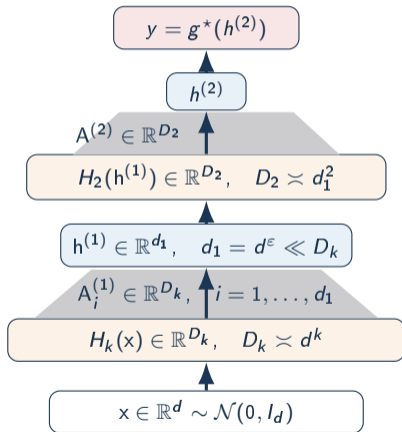 y = g⋆(h⁽²⁾)
h⁽²⁾
A⁽²⁾ ∈ ℝ^{D₂}
H₂(h⁽¹⁾) ∈ ℝ^{D₂}, D₂ ≍ d₁²
h⁽¹⁾ ∈ ℝ^{d₁}, d₁ = d^ε ≪ D_k
A_i⁽¹⁾ ∈ ℝ^{D_k}, i = 1, …, d₁
H_k(x) ∈ ℝ^{D_k}, D_k ≍ d^k
x ∈ ℝ^d ∼ 𝒩(0, I_d)